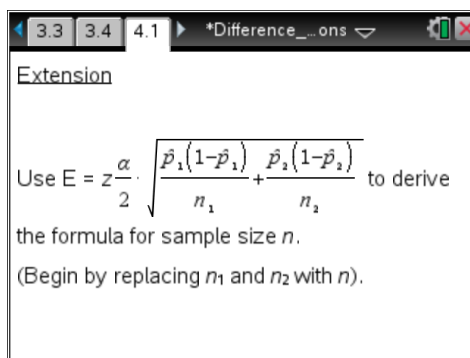 3.3 3.4 4.1 *Difference_...ons
Extension
Use E = z α/2 · √(p̂₁(1-p̂₁)/n₁ + p̂₂(1-p̂₂)/n₂) to derive
the formula for sample size n.
(Begin by replacing n₁ and n₂ with n).